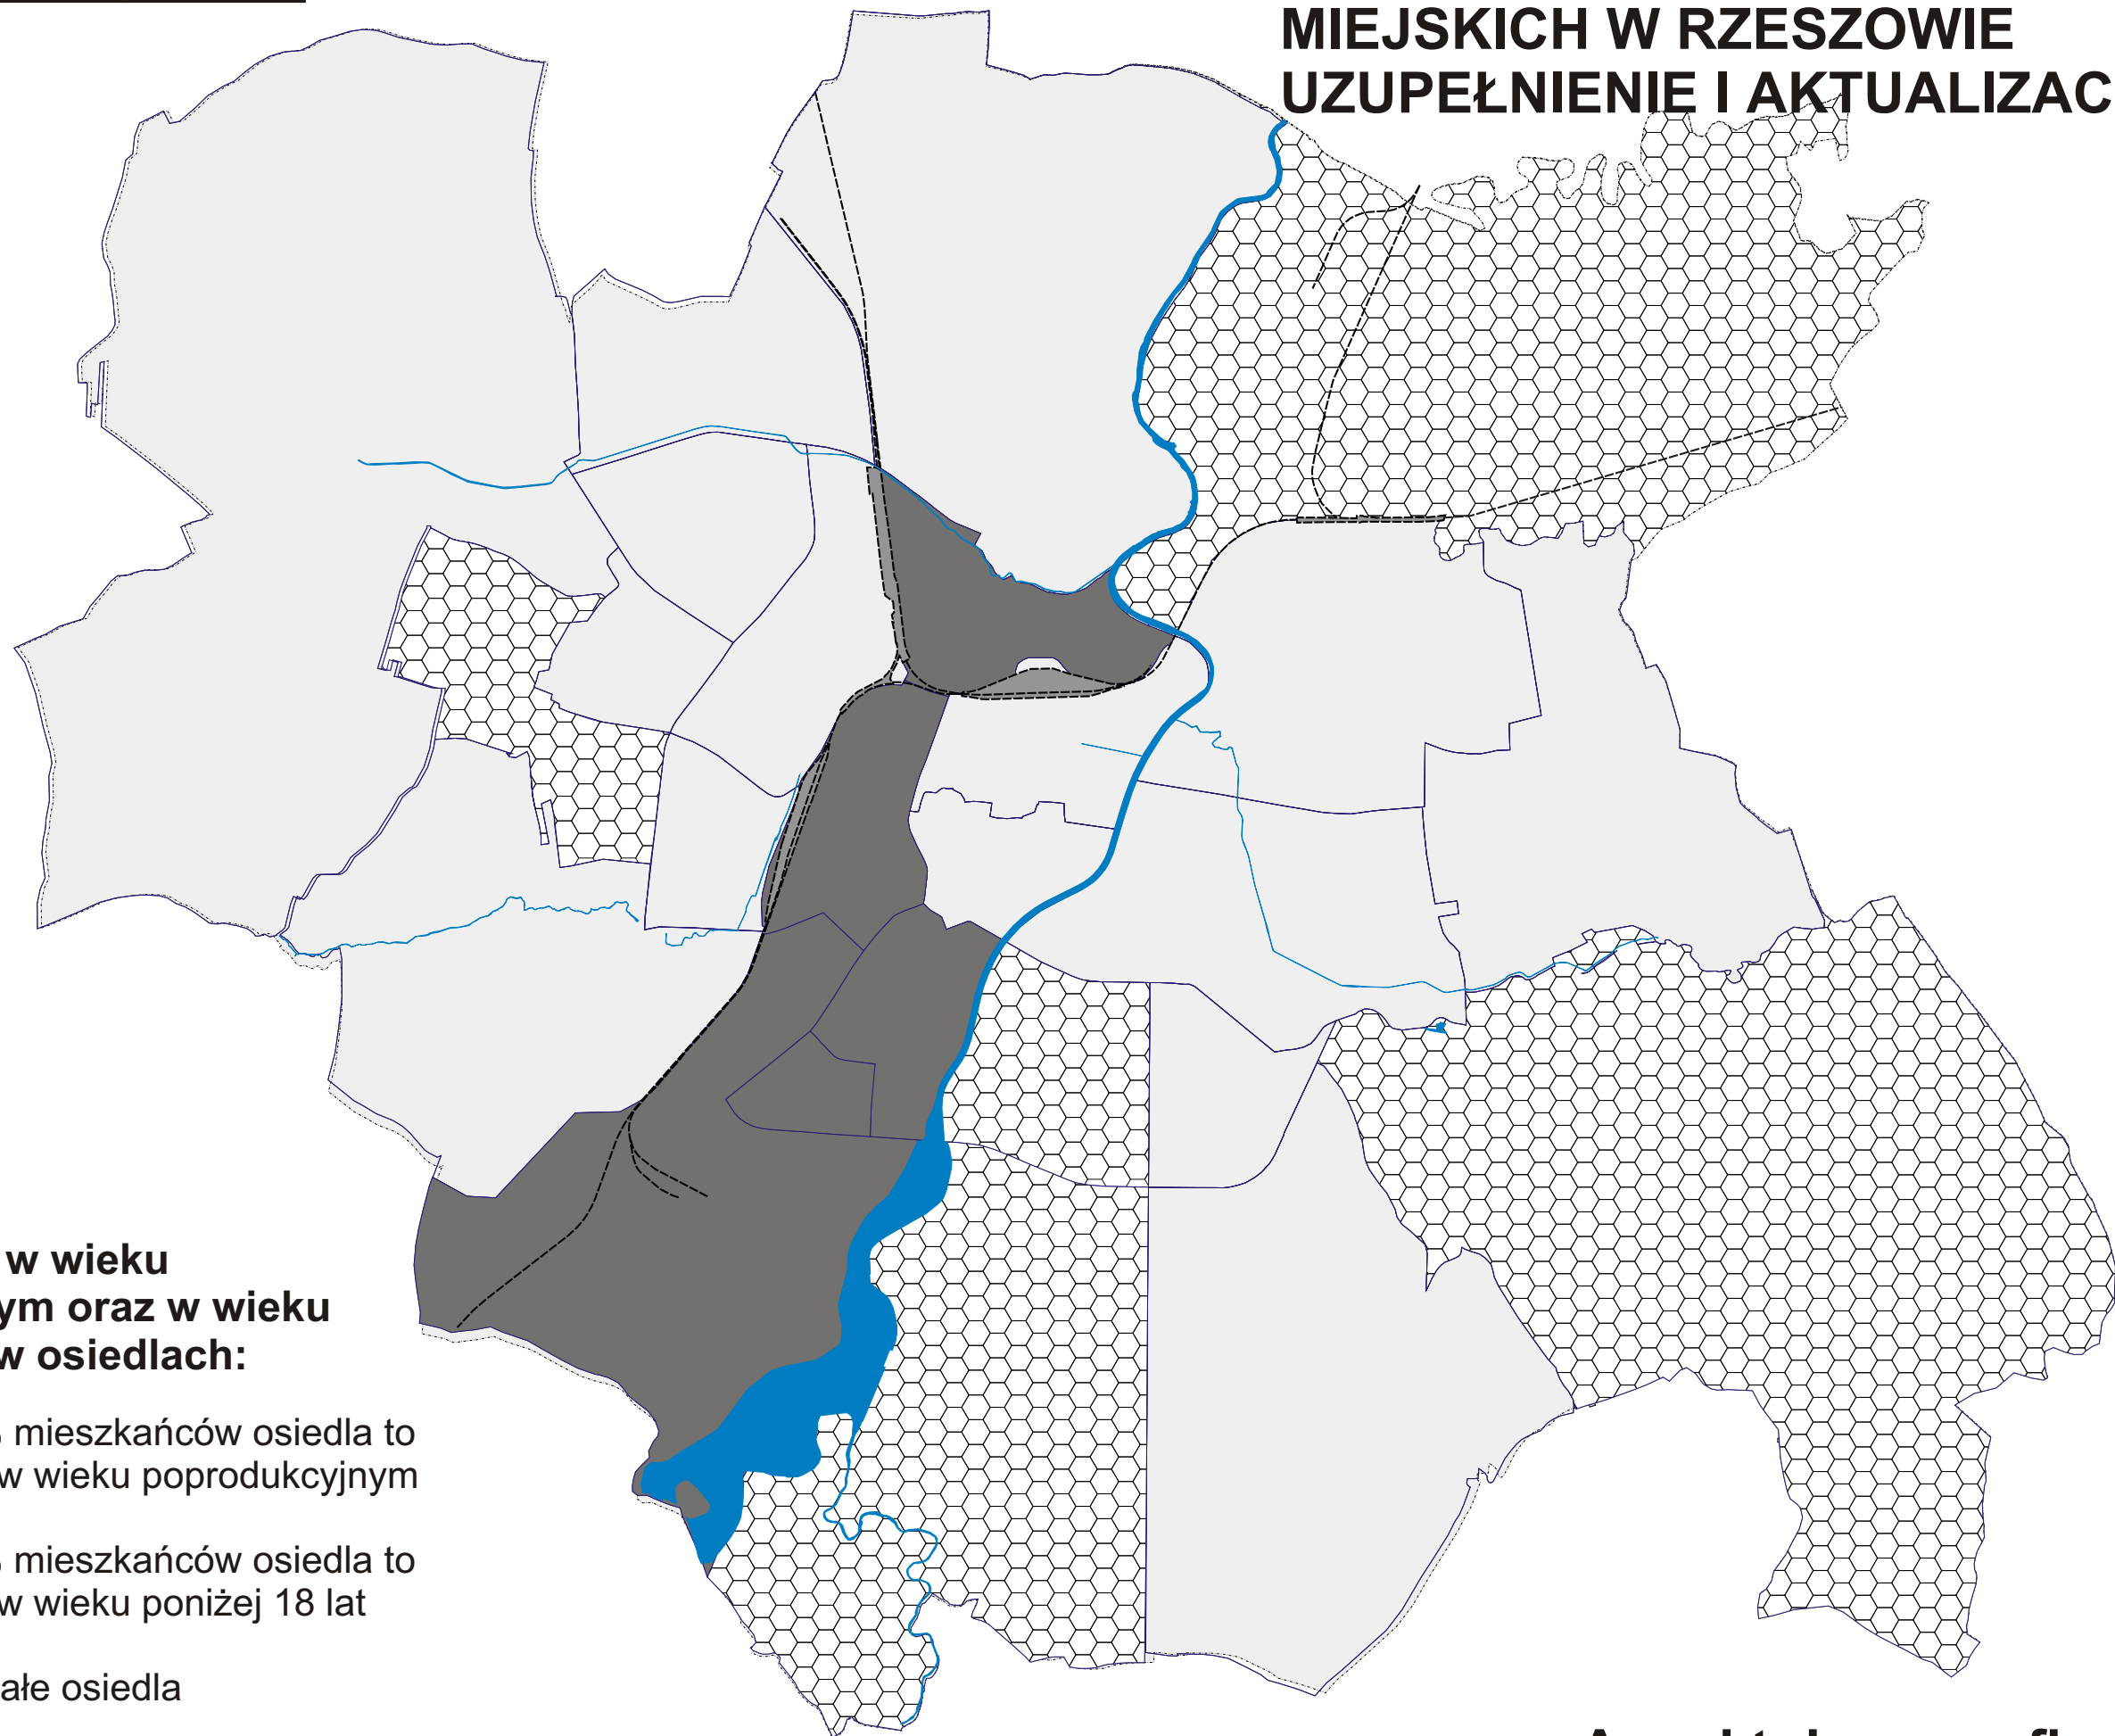 MIEJSKICH W RZESZOWIE
UZUPEŁNIENIE I AKTUALIZAC
w wieku
ym oraz w wieku
w osiedlach:
mieszkańców osiedla to
w wieku poprodukcyjnym
mieszkańców osiedla to
w wieku poniżej 18 lat
ałe osiedla